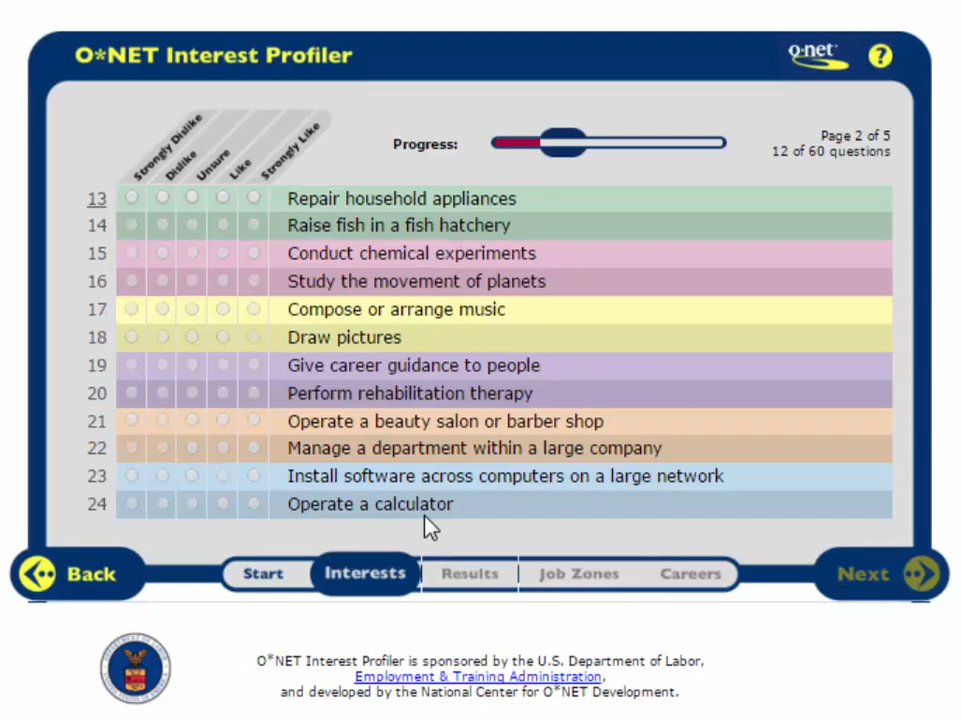 O*NET Interest Profiler
o·net
?
Strongly Dislike
Dislike
Unsure
Like
Strongly Like
Progress:
Page 2 of 5
12 of 60 questions
13 Repair household appliances
14 Raise fish in a fish hatchery
15 Conduct chemical experiments
16 Study the movement of planets
17 Compose or arrange music
18 Draw pictures
19 Give career guidance to people
20 Perform rehabilitation therapy
21 Operate a beauty salon or barber shop
22 Manage a department within a large company
23 Install software across computers on a large network
24 Operate a calculator
Back Start Interests Results Job Zones Careers Next
O*NET Interest Profiler is sponsored by the U.S. Department of Labor,
Employment & Training Administration,
and developed by the National Center for O*NET Development.